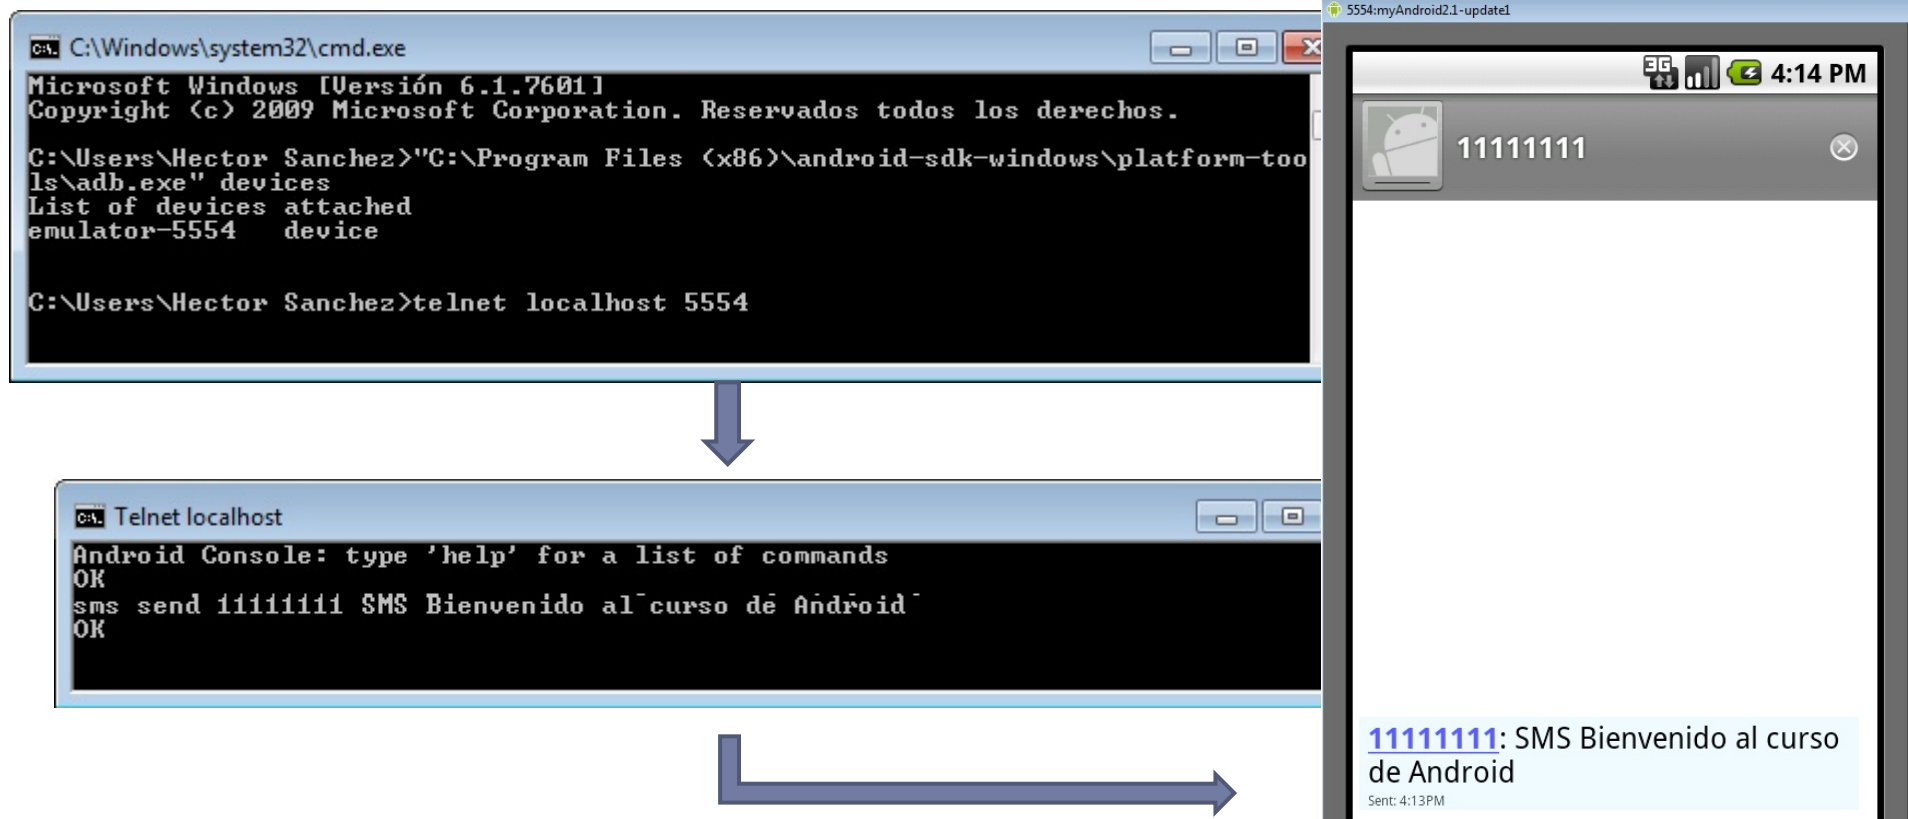 C:\Windows\system32\cmd.exe
Microsoft Windows [Versión 6.1.7601]
Copyright (c) 2009 Microsoft Corporation. Reservados todos los derechos.
C:\Users\Hector Sanchez>"C:\Program Files (x86)\android-sdk-windows\platform-too
ls\adb.exe" devices
List of devices attached
emulator-5554 device
C:\Users\Hector Sanchez>telnet localhost 5554
Telnet localhost
Android Console: type 'help' for a list of commands
OK
sms send 11111111 SMS Bienvenido al curso de Android
OK
5554:myAndroid2.1-update1
3G 4:14 PM
11111111
11111111: SMS Bienvenido al curso
de Android
Sent: 4:13PM